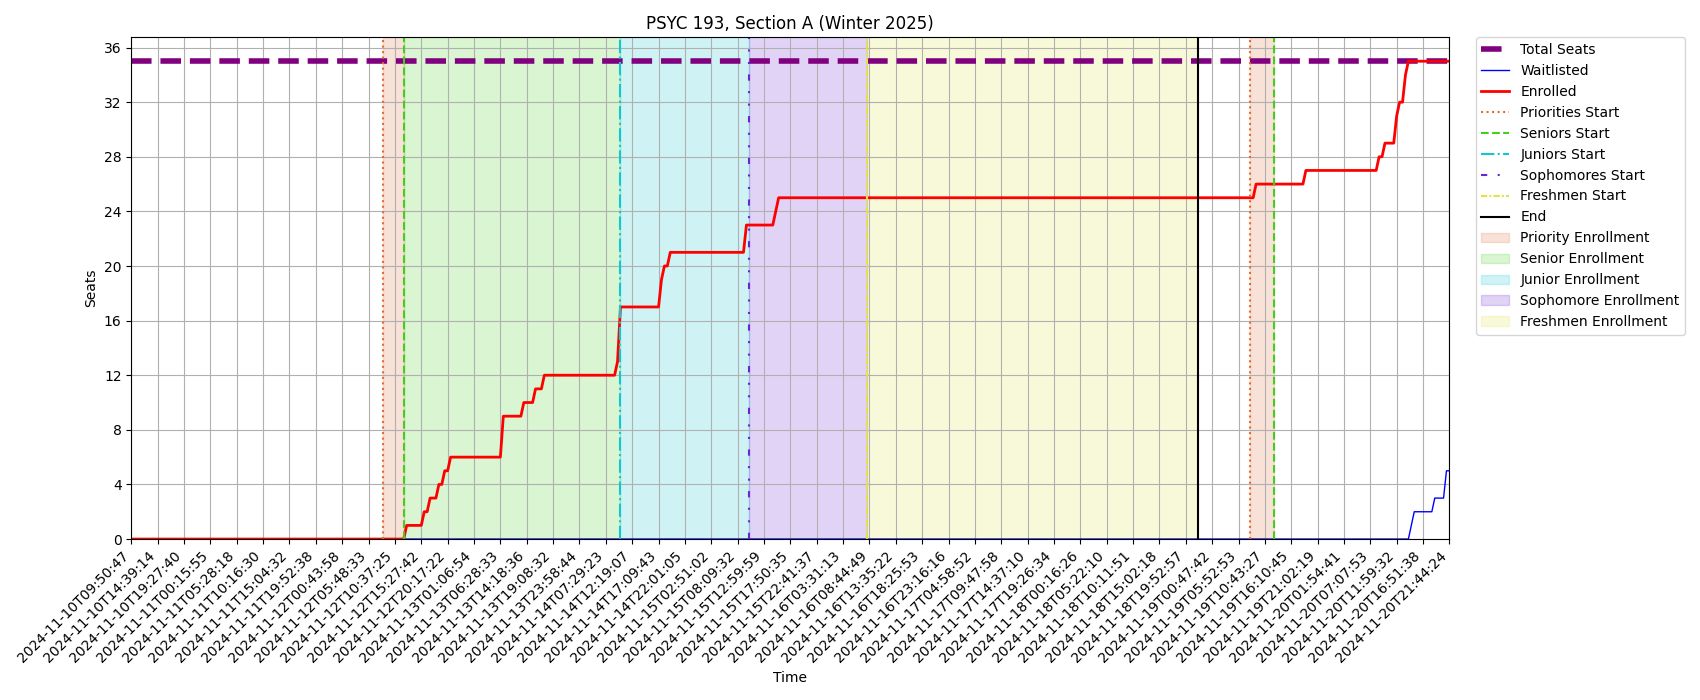 PSYC 193, Section A (Winter 2025)
Seats
36
32
28
24
20
16
12
8
4
0
2024-11-10T09:50:47
2024-11-10T14:39:14
2024-11-10T19:27:40
2024-11-11T00:15:55
2024-11-11T05:28:18
2024-11-11T10:16:30
2024-11-11T15:04:32
2024-11-11T19:52:38
2024-11-12T00:43:58
2024-11-12T05:48:33
2024-11-12T10:37:25
2024-11-12T15:27:42
2024-11-12T20:17:22
2024-11-13T01:06:54
2024-11-13T06:28:33
2024-11-13T14:18:36
2024-11-13T19:08:32
2024-11-13T23:58:44
2024-11-14T07:29:23
2024-11-14T12:19:07
2024-11-14T17:09:43
2024-11-14T22:01:05
2024-11-15T02:51:02
2024-11-15T08:09:32
2024-11-15T12:59:59
2024-11-15T17:50:35
2024-11-15T22:41:37
2024-11-16T03:31:13
2024-11-16T08:44:49
2024-11-16T13:35:22
2024-11-16T18:25:53
2024-11-16T23:16:16
2024-11-17T04:58:52
2024-11-17T09:47:58
2024-11-17T14:37:10
2024-11-17T19:26:34
2024-11-18T00:16:26
2024-11-18T05:22:10
2024-11-18T10:11:51
2024-11-18T15:02:18
2024-11-18T19:52:57
2024-11-19T00:47:42
2024-11-19T05:52:53
2024-11-19T10:43:27
2024-11-19T16:10:45
2024-11-19T21:02:19
2024-11-20T01:54:41
2024-11-20T07:07:53
2024-11-20T11:59:32
2024-11-20T16:51:38
2024-11-20T21:44:24
Time
Total Seats
Waitlisted
Enrolled
Priorities Start
Seniors Start
Juniors Start
Sophomores Start
Freshmen Start
End
Priority Enrollment
Senior Enrollment
Junior Enrollment
Sophomore Enrollment
Freshmen Enrollment